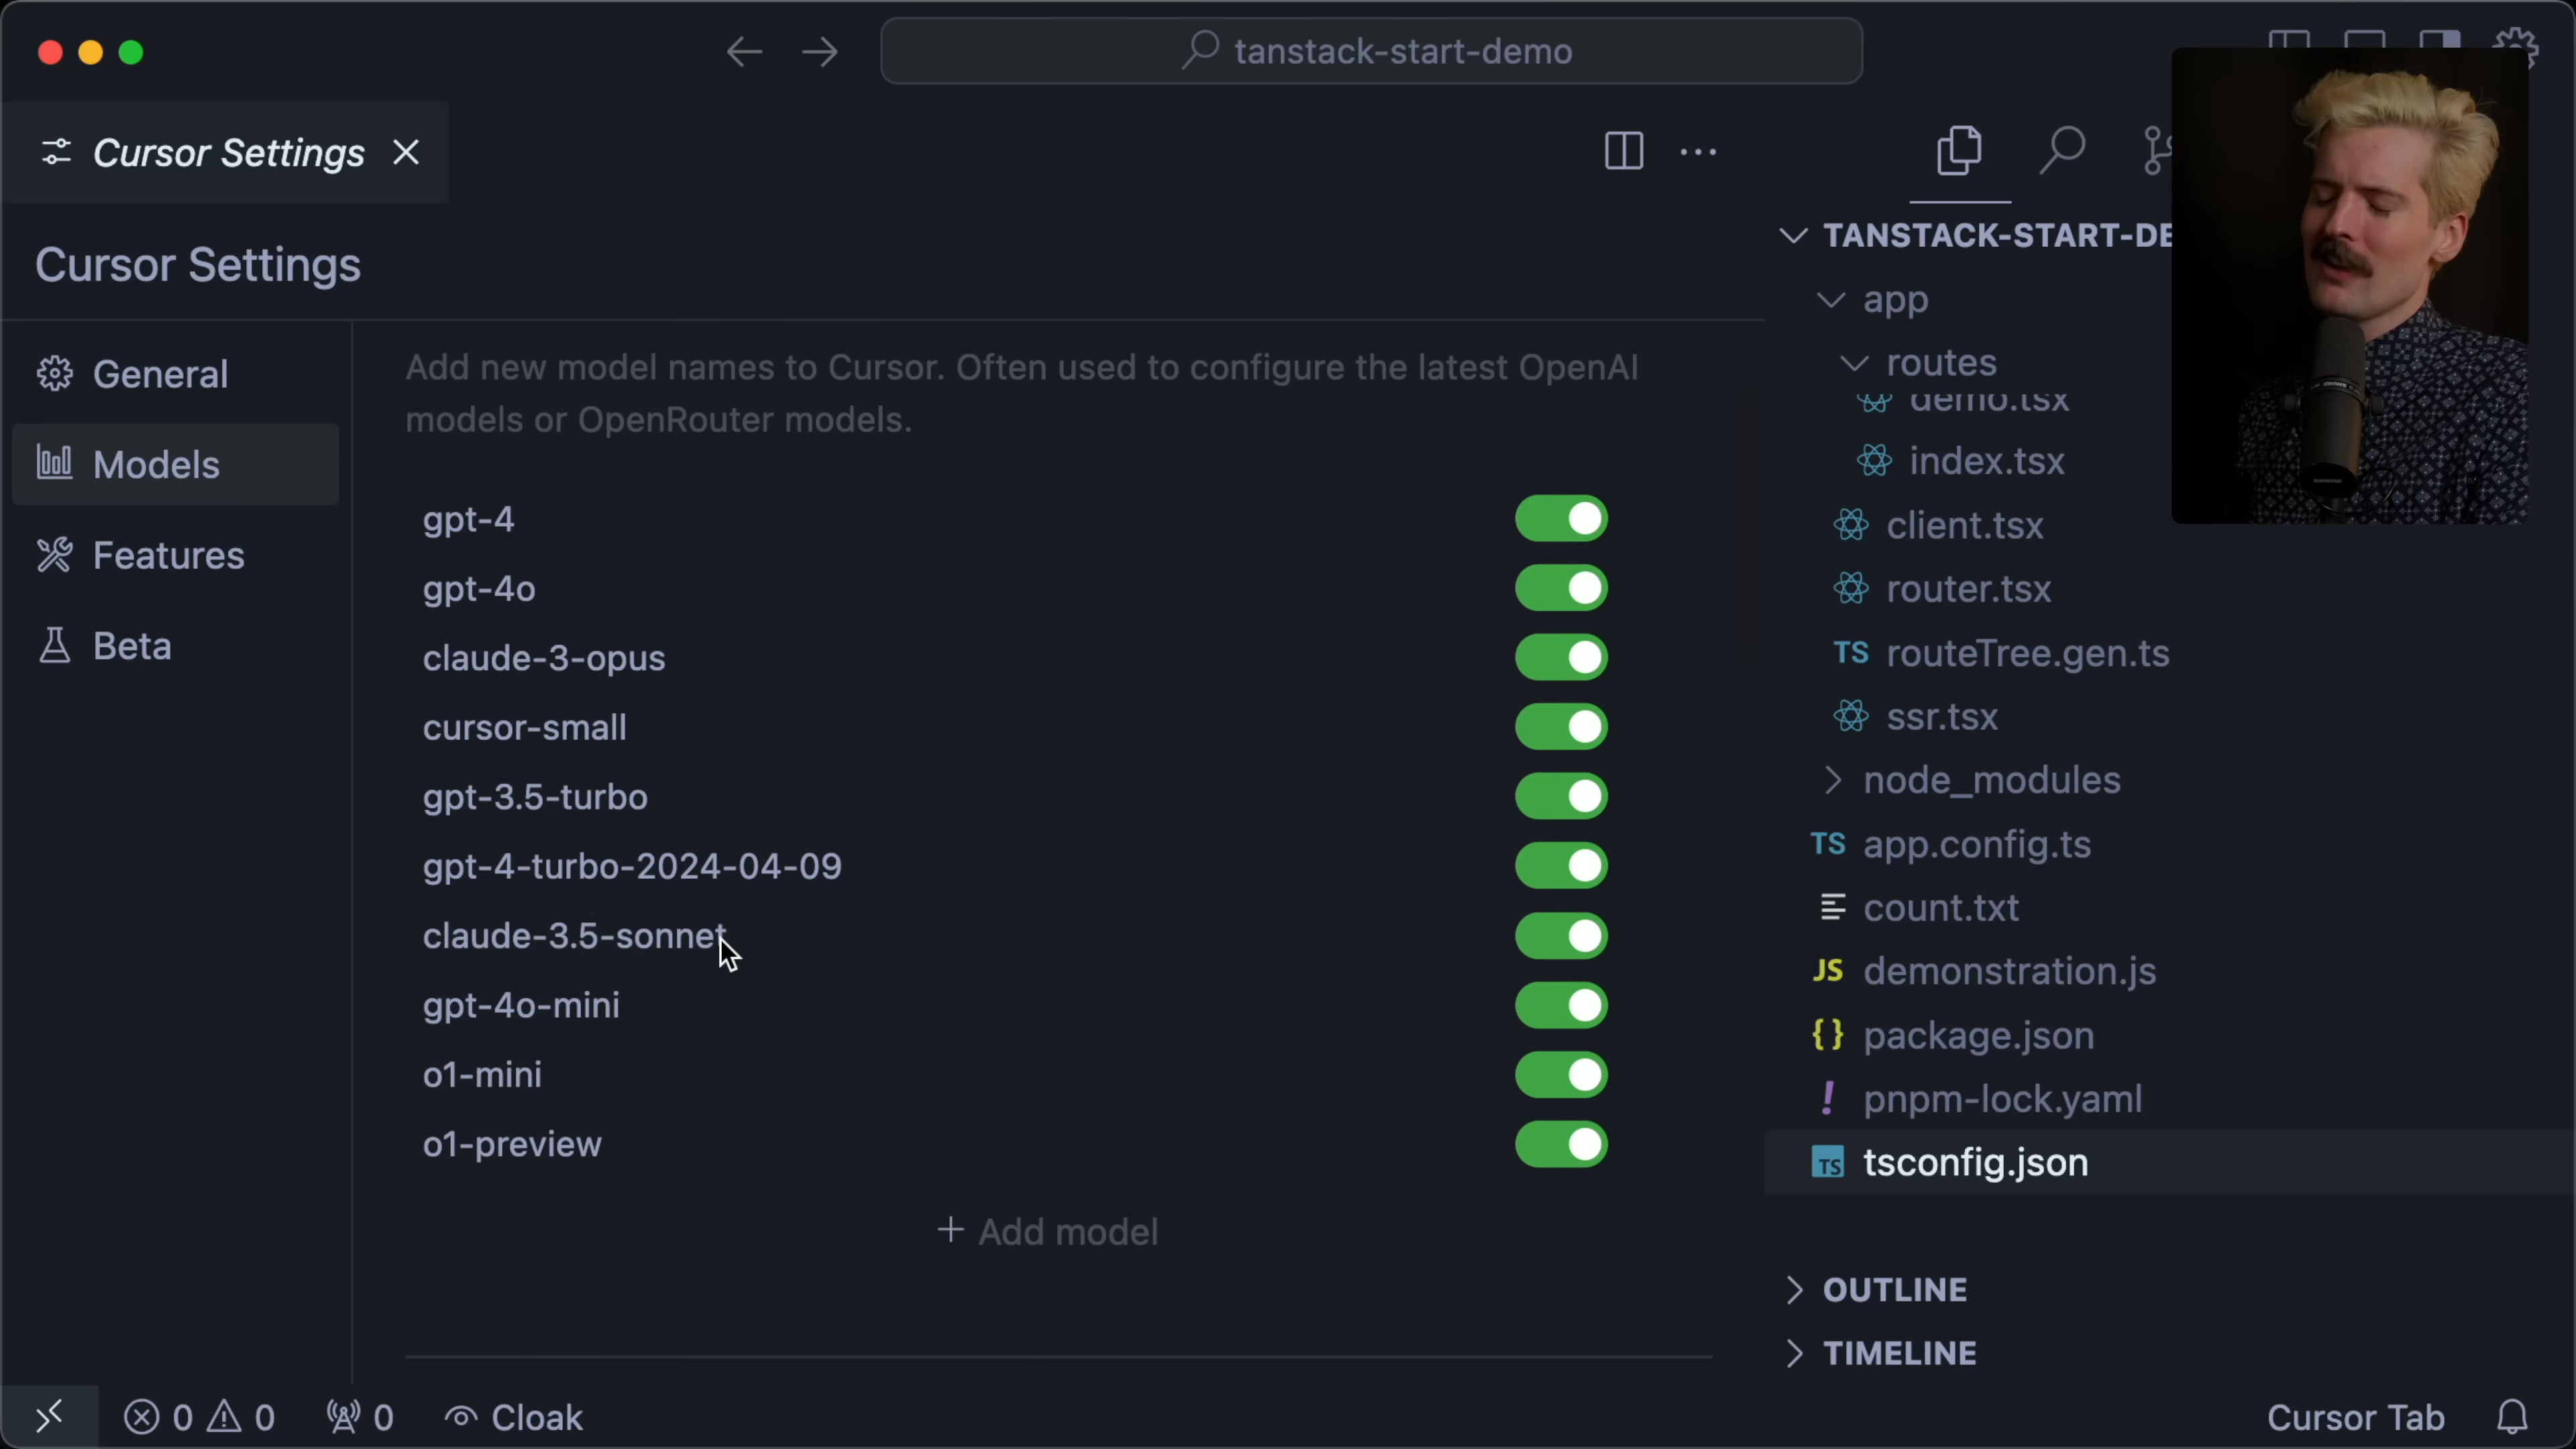 tanstack-start-demo
Cursor Settings
Cursor Settings
General
Models
Features
Beta
Add new model names to Cursor. Often used to configure the latest OpenAI
models or OpenRouter models.
gpt-4
gpt-4o
claude-3-opus
cursor-small
gpt-3.5-turbo
gpt-4-turbo-2024-04-09
claude-3.5-sonnet
gpt-4o-mini
o1-mini
o1-preview
+ Add model
TANSTACK-START-DE
app
routes
demo.tsx
index.tsx
client.tsx
router.tsx
TS routeTree.gen.ts
ssr.tsx
node_modules
TS app.config.ts
count.txt
JS demonstration.js
{} package.json
! pnpm-lock.yaml
TS tsconfig.json
OUTLINE
TIMELINE
0 0 0 Cloak
Cursor Tab